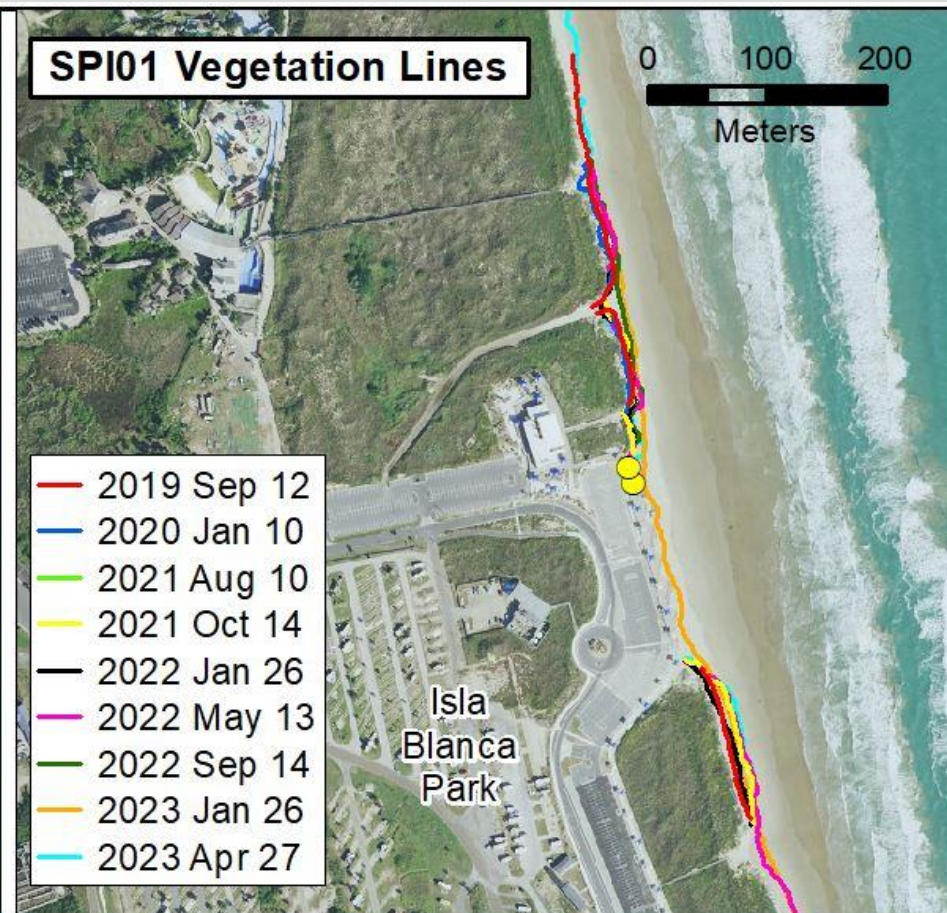 SPI01 Vegetation Lines
0 100 200
Meters
2019 Sep 12
2020 Jan 10
2021 Aug 10
2021 Oct 14
2022 Jan 26
2022 May 13
2022 Sep 14
2023 Jan 26
2023 Apr 27
Isla
Blanca
Park